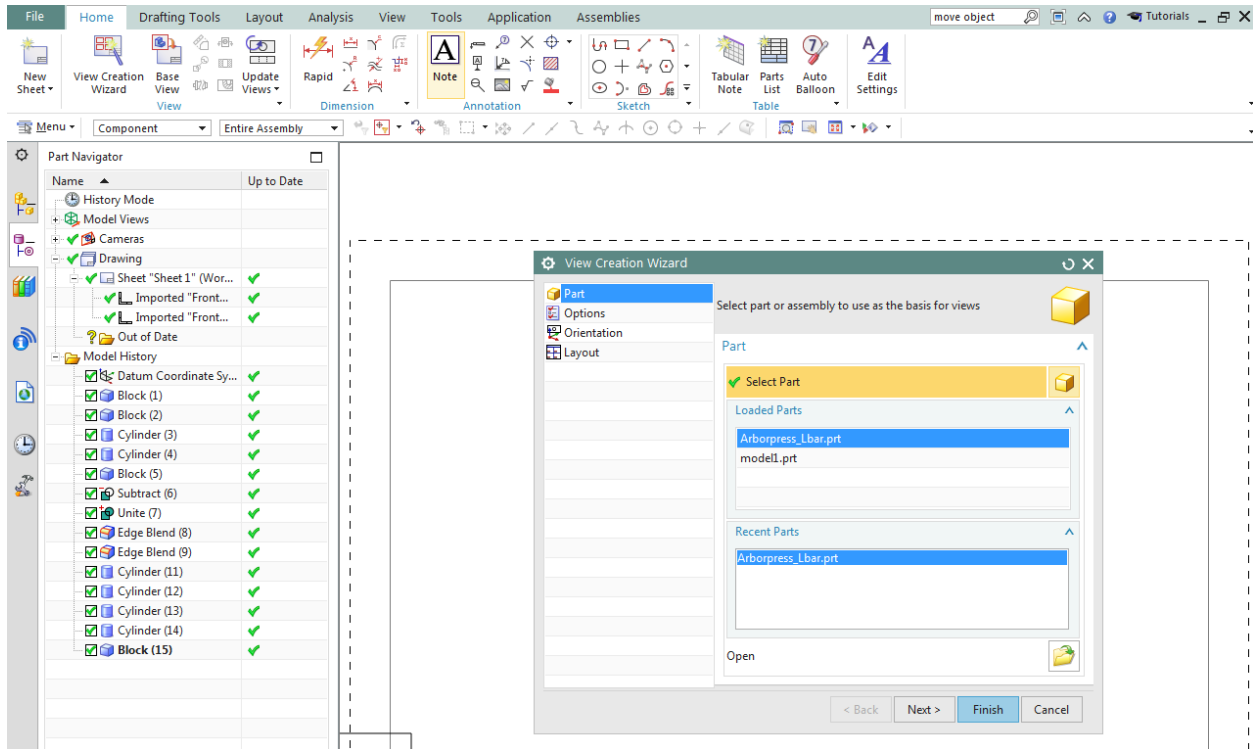 File Home Drafting Tools Layout Analysis View Tools Application Assemblies move object Tutorials
New Sheet
View Creation Wizard
Base View
Update Views
View
Rapid
Dimension
A Note
Annotation
Sketch
Tabular Note
Parts List
Auto Balloon
Table
Edit Settings
Menu Component Entire Assembly
Part Navigator
Name Up to Date
History Mode
Model Views
Cameras
Drawing
Sheet "Sheet 1" (Wor...
Imported "Front...
Imported "Front...
Out of Date
Model History
Datum Coordinate Sy...
Block (1)
Block (2)
Cylinder (3)
Cylinder (4)
Block (5)
Subtract (6)
Unite (7)
Edge Blend (8)
Edge Blend (9)
Cylinder (11)
Cylinder (12)
Cylinder (13)
Cylinder (14)
Block (15)
View Creation Wizard
Part
Options
Orientation
Layout
Select part or assembly to use as the basis for views
Part
Select Part
Loaded Parts
Arborpress_Lbar.prt
model1.prt
Recent Parts
Arborpress_Lbar.prt
Open
< Back Next > Finish Cancel